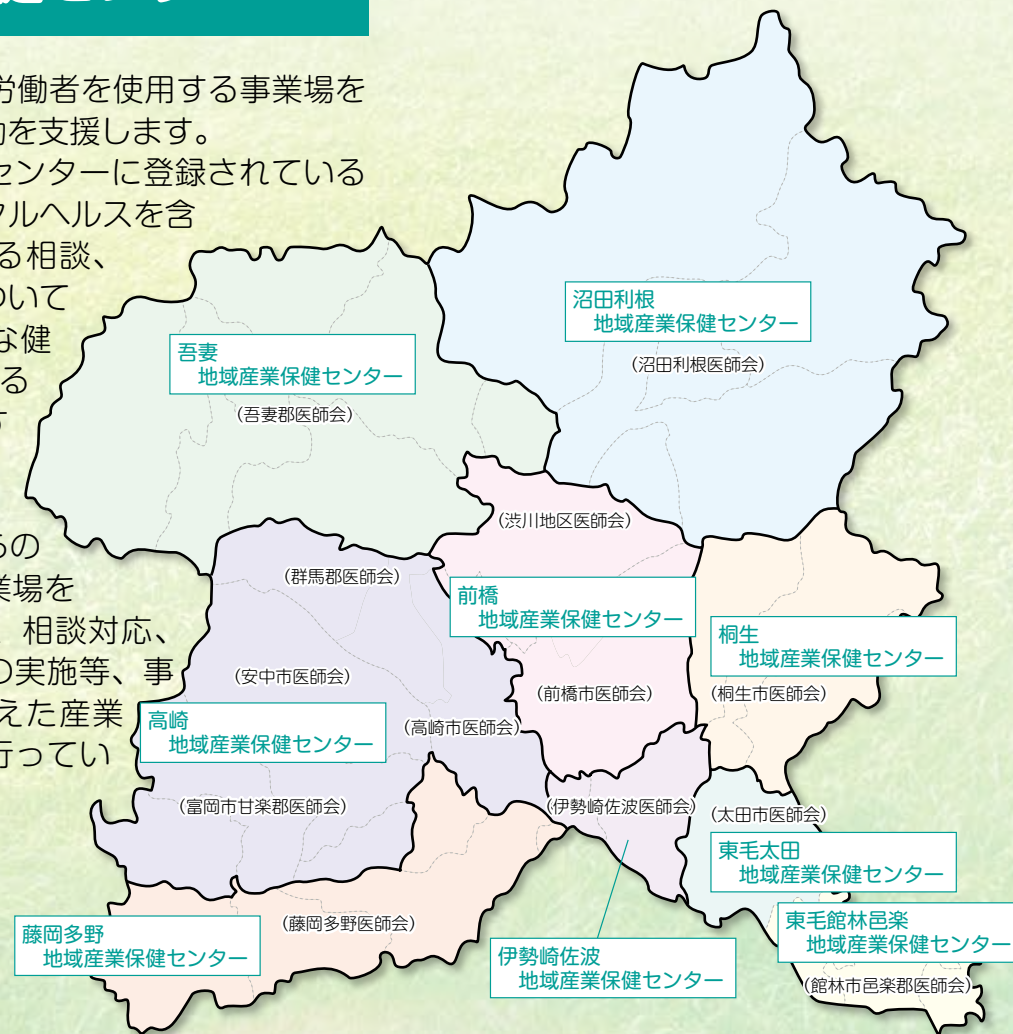 労働者を使用する事業場を
を支援します。
センターに登録されている
ルヘルスを含
る相談、
ついて
な健
る
業場を
相談対応、
の実施等、事
えた産業
行ってい
沼田利根
地域産業保健センター
(沼田利根医師会)
吾妻
地域産業保健センター
(吾妻郡医師会)
(渋川地区医師会)
(群馬郡医師会)
前橋
地域産業保健センター
桐生
地域産業保健センター
(安中市医師会)
(前橋市医師会)
(桐生市医師会)
高崎
地域産業保健センター
(高崎市医師会)
(富岡市甘楽郡医師会)
(伊勢崎佐波医師会)
(太田市医師会)
東毛太田
地域産業保健センター
藤岡多野
地域産業保健センター
(藤岡多野医師会)
伊勢崎佐波
地域産業保健センター
東毛館林邑楽
地域産業保健センター
(館林市邑楽郡医師会)